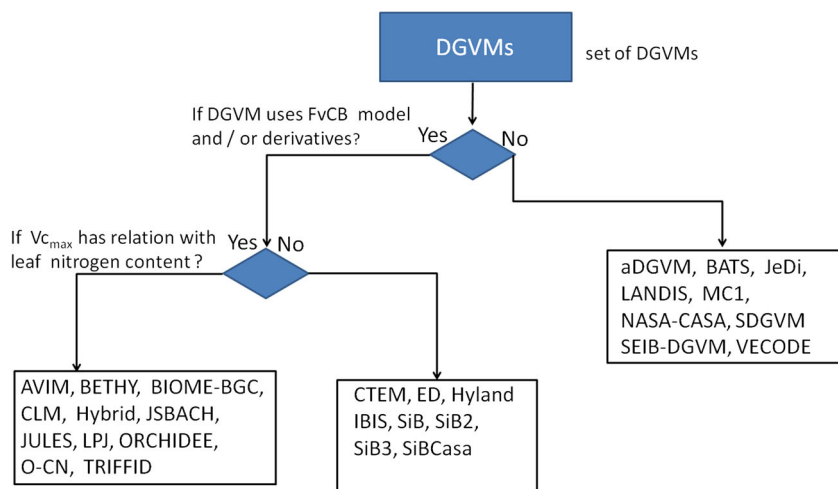 DGVMs
set of DGVMs
If DGVM uses FvCB model
and / or derivatives?
Yes
No
If Vcmax has relation with
leaf nitrogen content ?
Yes
No
aDGVM, BATS, JeDi,
LANDIS, MC1,
NASA-CASA, SDGVM
SEIB-DGVM, VECODE
AVIM, BETHY, BIOME-BGC,
CLM, Hybrid, JSBACH
JULES, LPJ, ORCHIDEE,
O-CN, TRIFFID
CTEM, ED, Hyland
IBIS, SiB, SiB2,
SiB3, SiBCasa